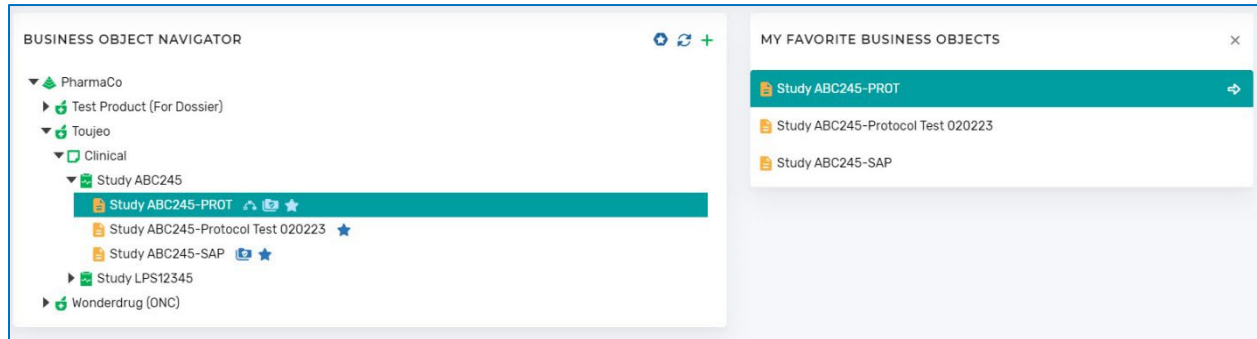 BUSINESS OBJECT NAVIGATOR
PharmaCo
Test Product (For Dossier)
Toujeo
Clinical
Study ABC245
Study ABC245-PROT
Study ABC245-Protocol Test 020223
Study ABC245-SAP
Study LPS12345
Wonderdrug (ONC)
MY FAVORITE BUSINESS OBJECTS
Study ABC245-PROT
Study ABC245-Protocol Test 020223
Study ABC245-SAP